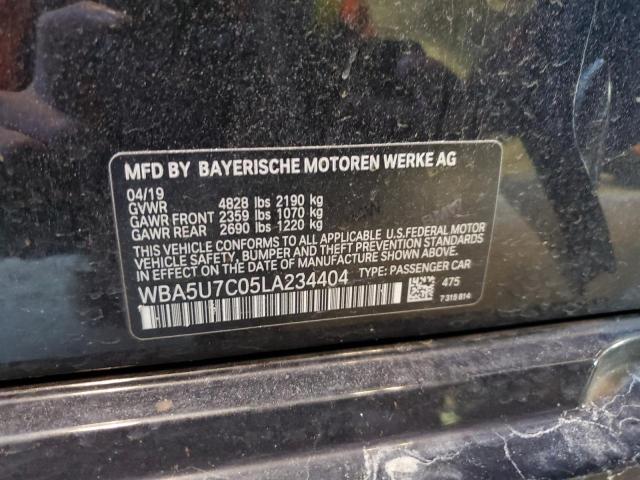 MFD BY BAYERISCHE MOTOREN WERKE AG
04/19
GVWR 4828 lbs 2190 kg
GAWR FRONT 2359 lbs 1070 kg
GAWR REAR 2690 lbs 1220 kg
THIS VEHICLE CONFORMS TO ALL APPLICABLE U.S.FEDERAL MOTOR
VEHICLE SAFETY, BUMPER, AND THEFT PREVENTION STANDARDS
IN EFFECT ON THE DATE OF MANUFACTURE SHOWN ABOVE.
WBA5U7C05LA234404 TYPE: PASSENGER CAR
475
7 318 814